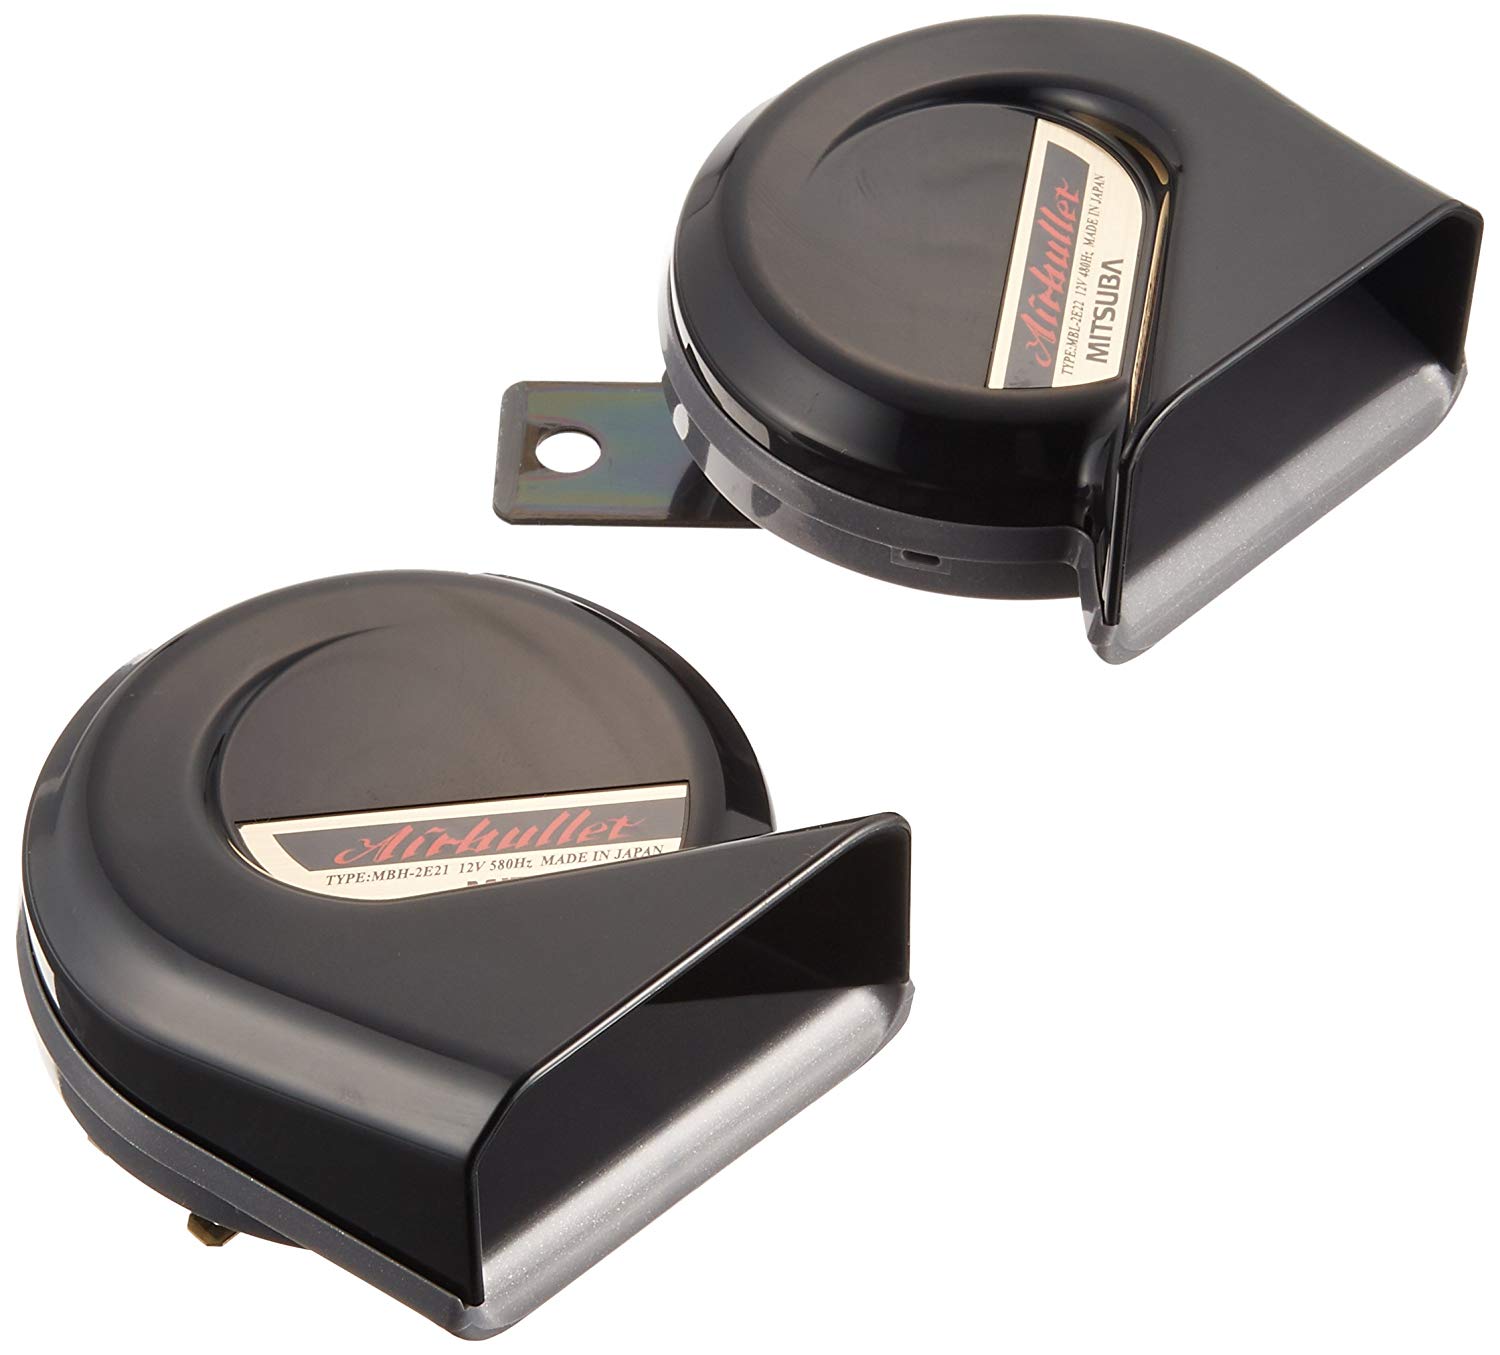 Airbullet
TYPE:MBL-2E22 12V 480Hz MADE IN JAPAN
MITSUBA
Airbullet
TYPE:MBH-2E21 12V 580Hz MADE IN JAPAN